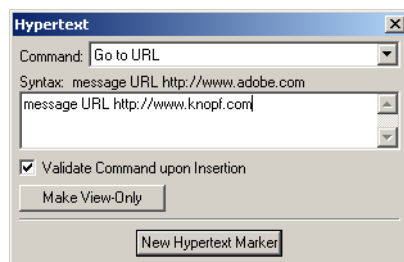 Hypertext
Command: Go to URL
Syntax: message URL http://www.adobe.com
message URL http://www.knopf.com
Validate Command upon Insertion
Make View-Only
New Hypertext Marker